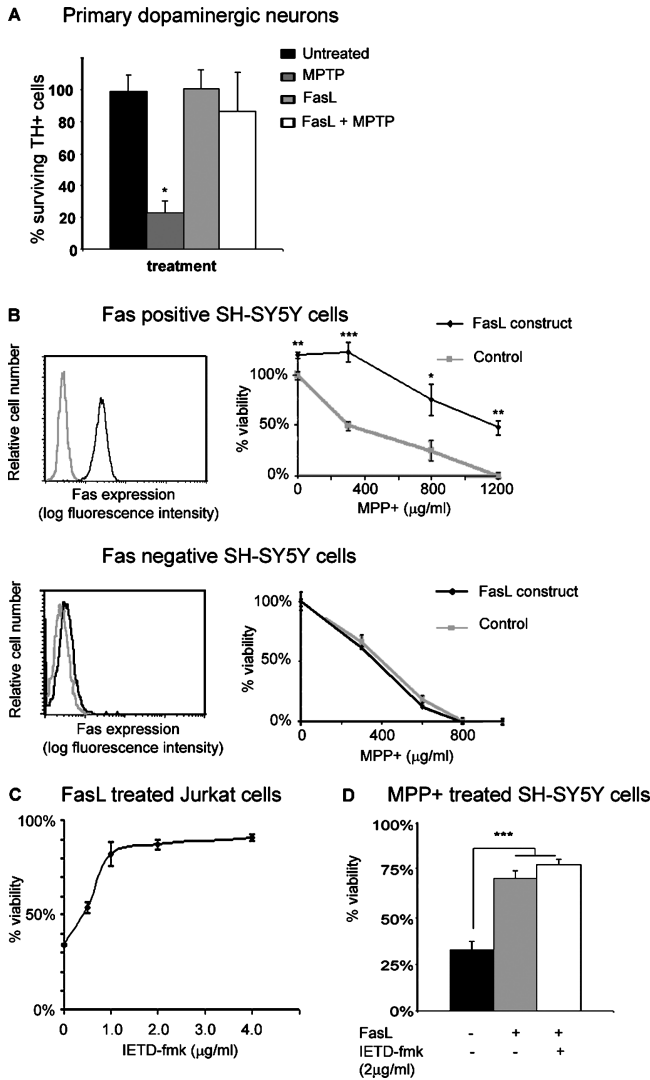 A Primary dopaminergic neurons
Untreated
MPTP
FasL
FasL + MPTP
% surviving TH+ cells
100
80
60
40
20
0
*
treatment
B Fas positive SH-SY5Y cells
Relative cell number
Fas expression
(log fluorescence intensity)
FasL construct
Control
% viability
100%
50%
0%
**
***
*
**
0 400 800 1200
MPP+ (µg/ml)
Fas negative SH-SY5Y cells
Relative cell number
Fas expression
(log fluorescence intensity)
FasL construct
Control
% viability
100%
50%
0%
0 400 800
MPP+ (µg/ml)
C FasL treated Jurkat cells
% viability
100%
50%
0%
0 1.0 2.0 3.0 4.0
IETD-fmk (µg/ml)
D MPP+ treated SH-SY5Y cells
% viability
100%
75%
50%
25%
0%
***
FasL - + +
IETD-fmk - - +
(2µg/ml)